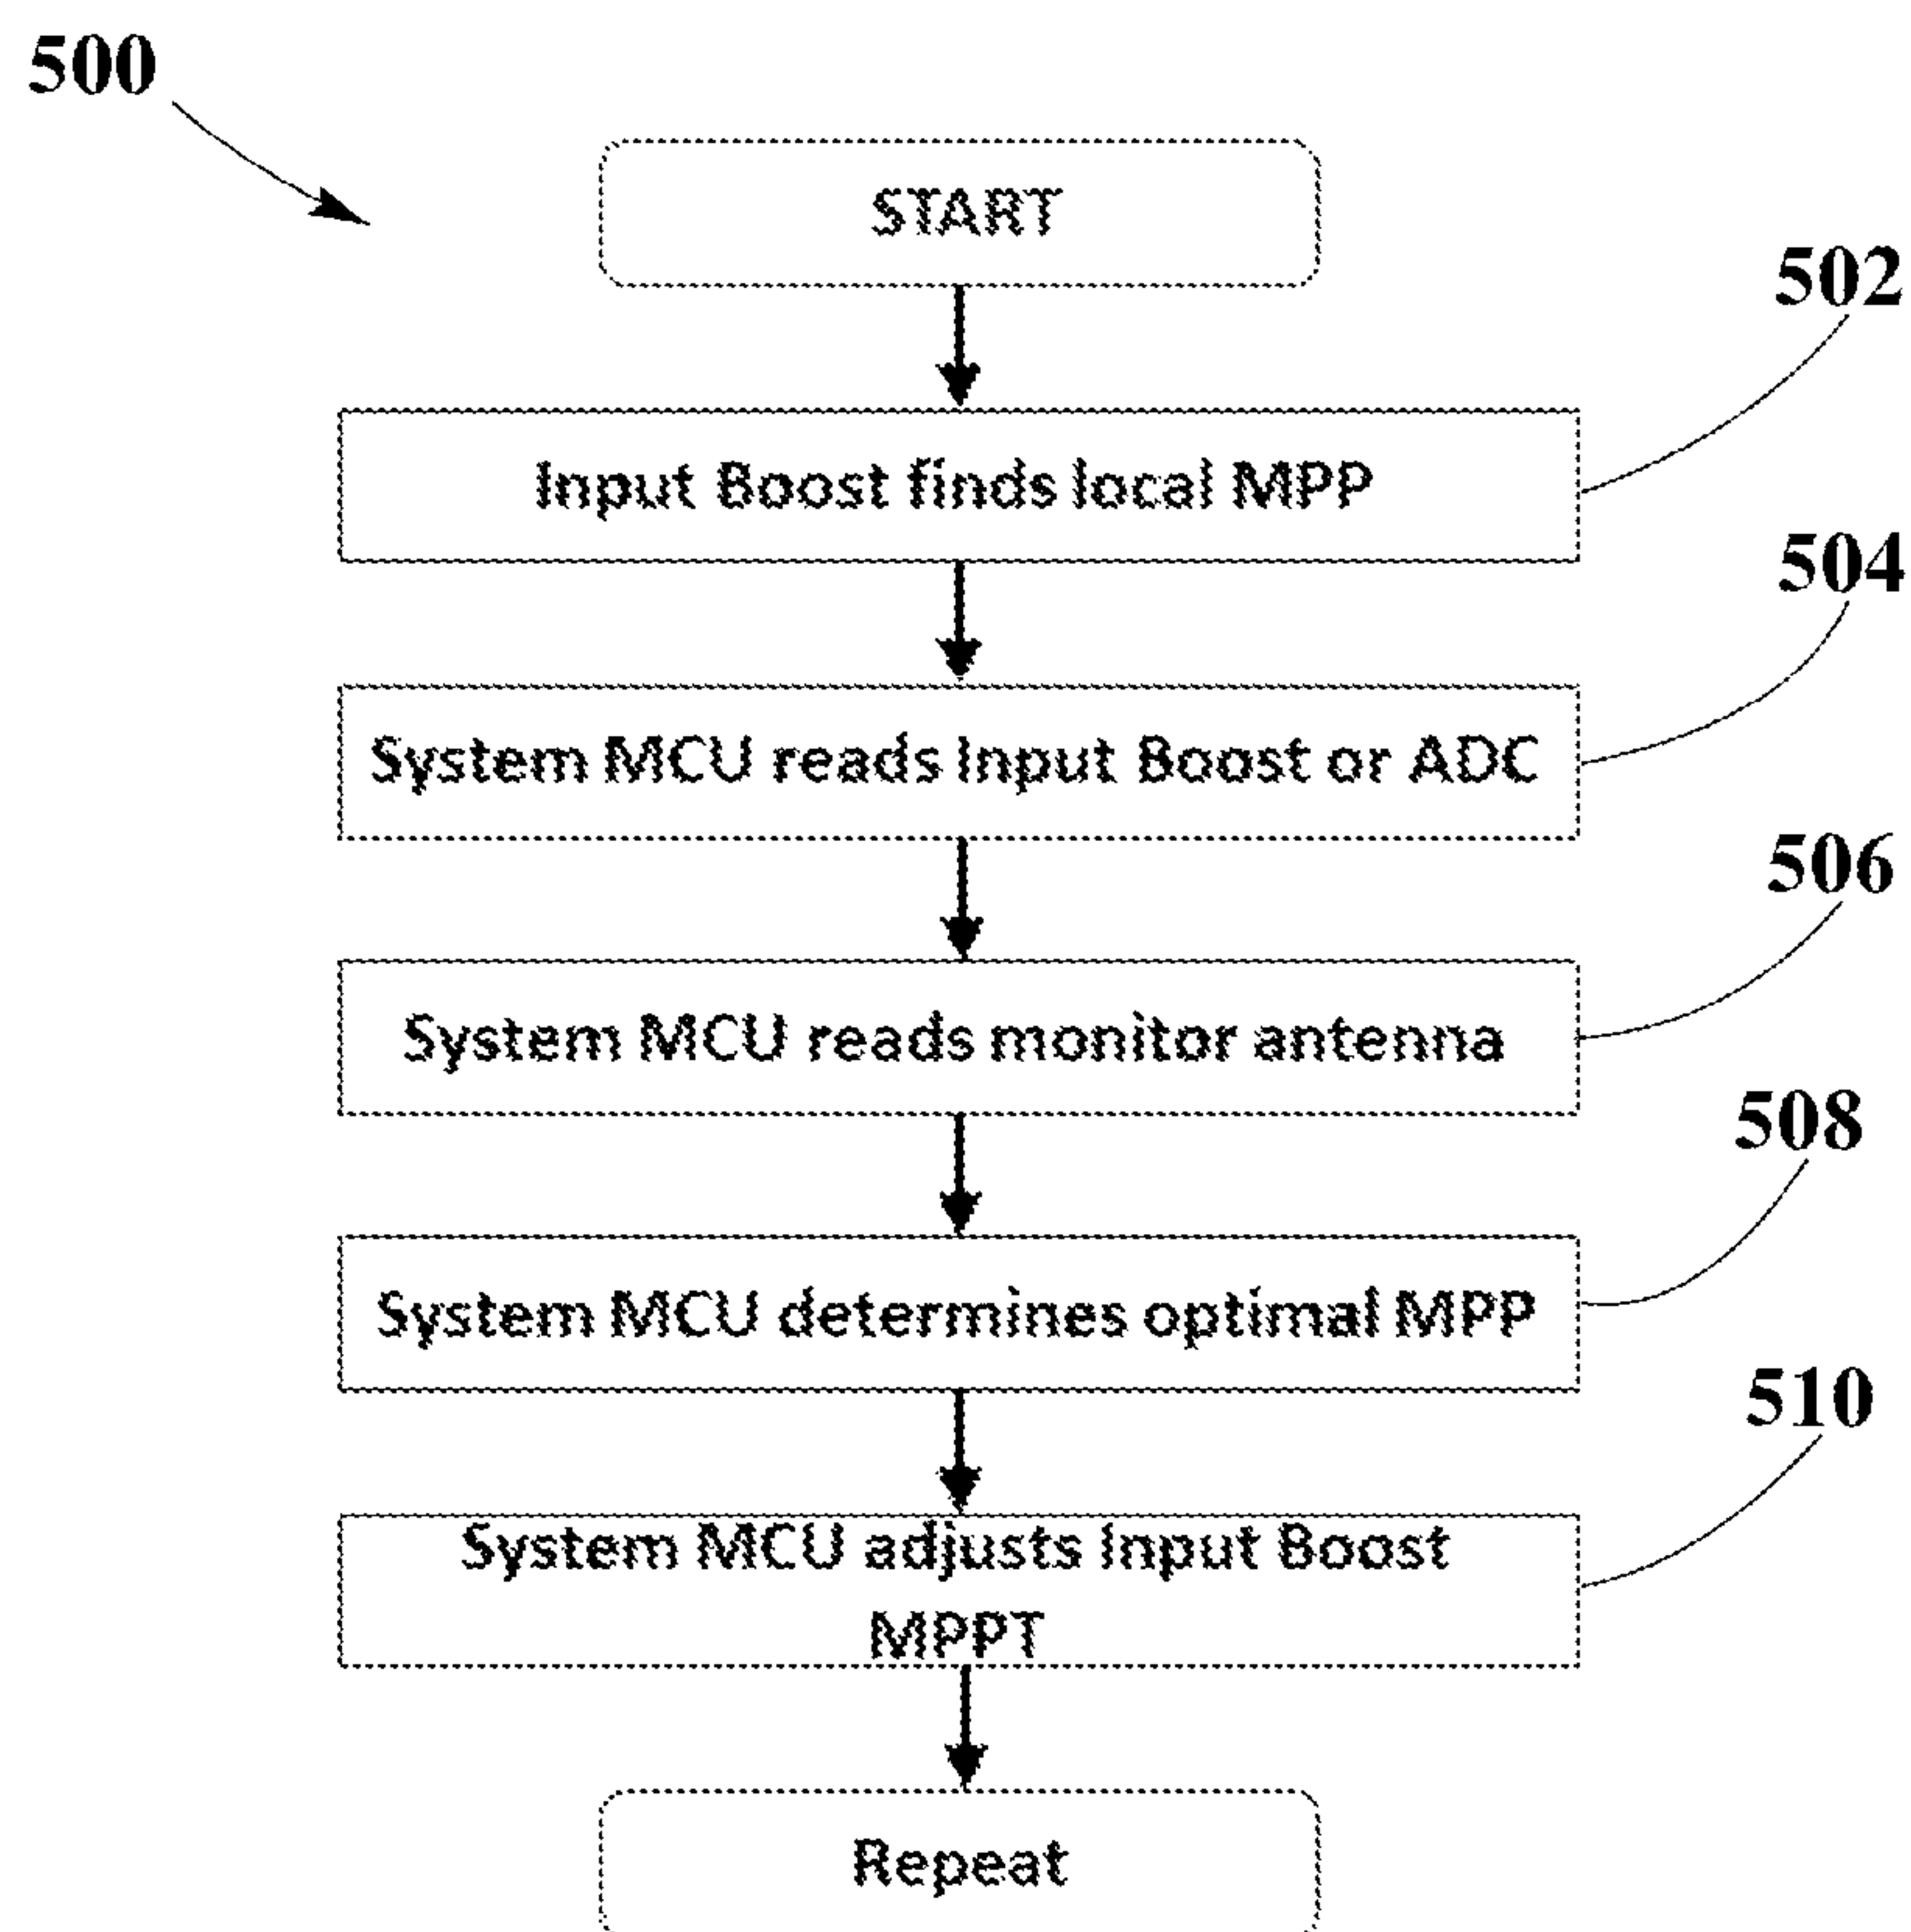 500
START
502
Input Boost finds local MPP
504
System MCU reads Input Boost or ADC
506
System MCU reads monitor antenna
508
System MCU determines optimal MPP
510
System MCU adjusts Input Boost
MPPT
Repeat